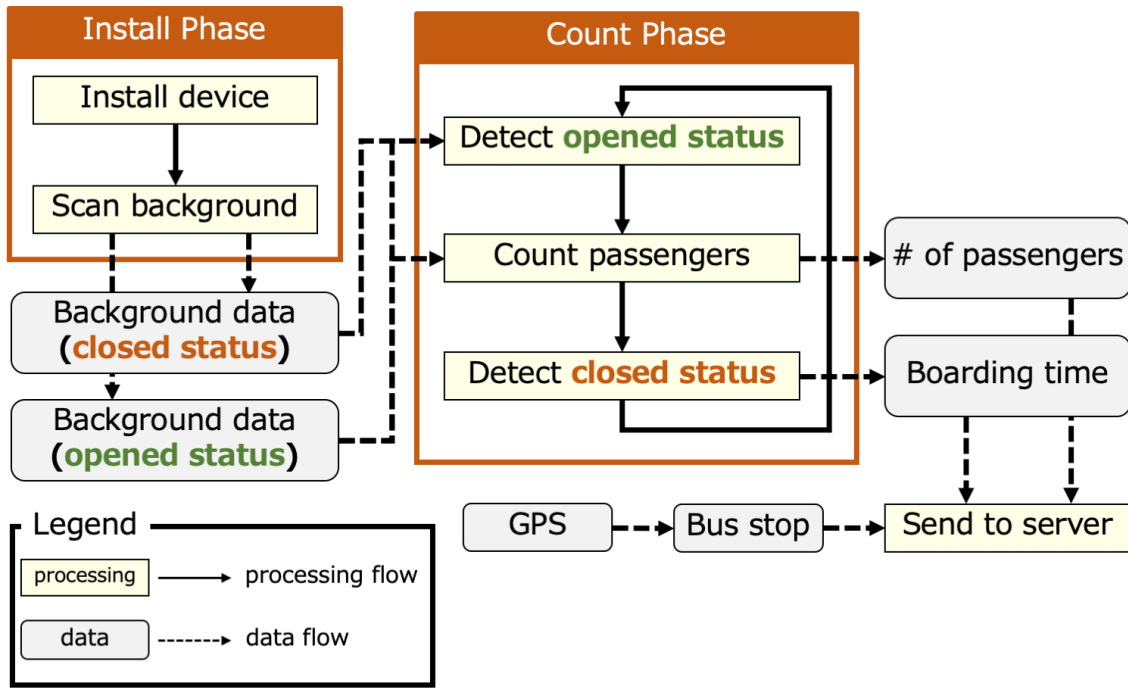 Install Phase
Install device
Scan background
Background data
(closed status)
Background data
(opened status)
Count Phase
Detect opened status
Count passengers
Detect closed status
# of passengers
Boarding time
GPS
Bus stop
Send to server
Legend
processing
processing flow
data
data flow